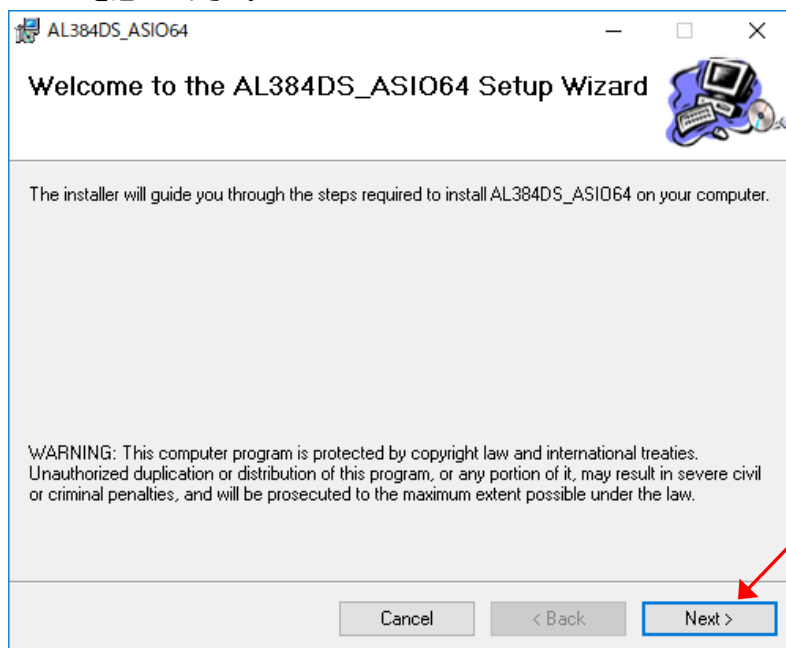 AL384DS_ASIO64
Welcome to the AL384DS_ASIO64 Setup Wizard
The installer will guide you through the steps required to install AL384DS_ASIO64 on your computer.
WARNING: This computer program is protected by copyright law and international treaties.
Unauthorized duplication or distribution of this program, or any portion of it, may result in severe civil
or criminal penalties, and will be prosecuted to the maximum extent possible under the law.
Cancel
< Back
Next >